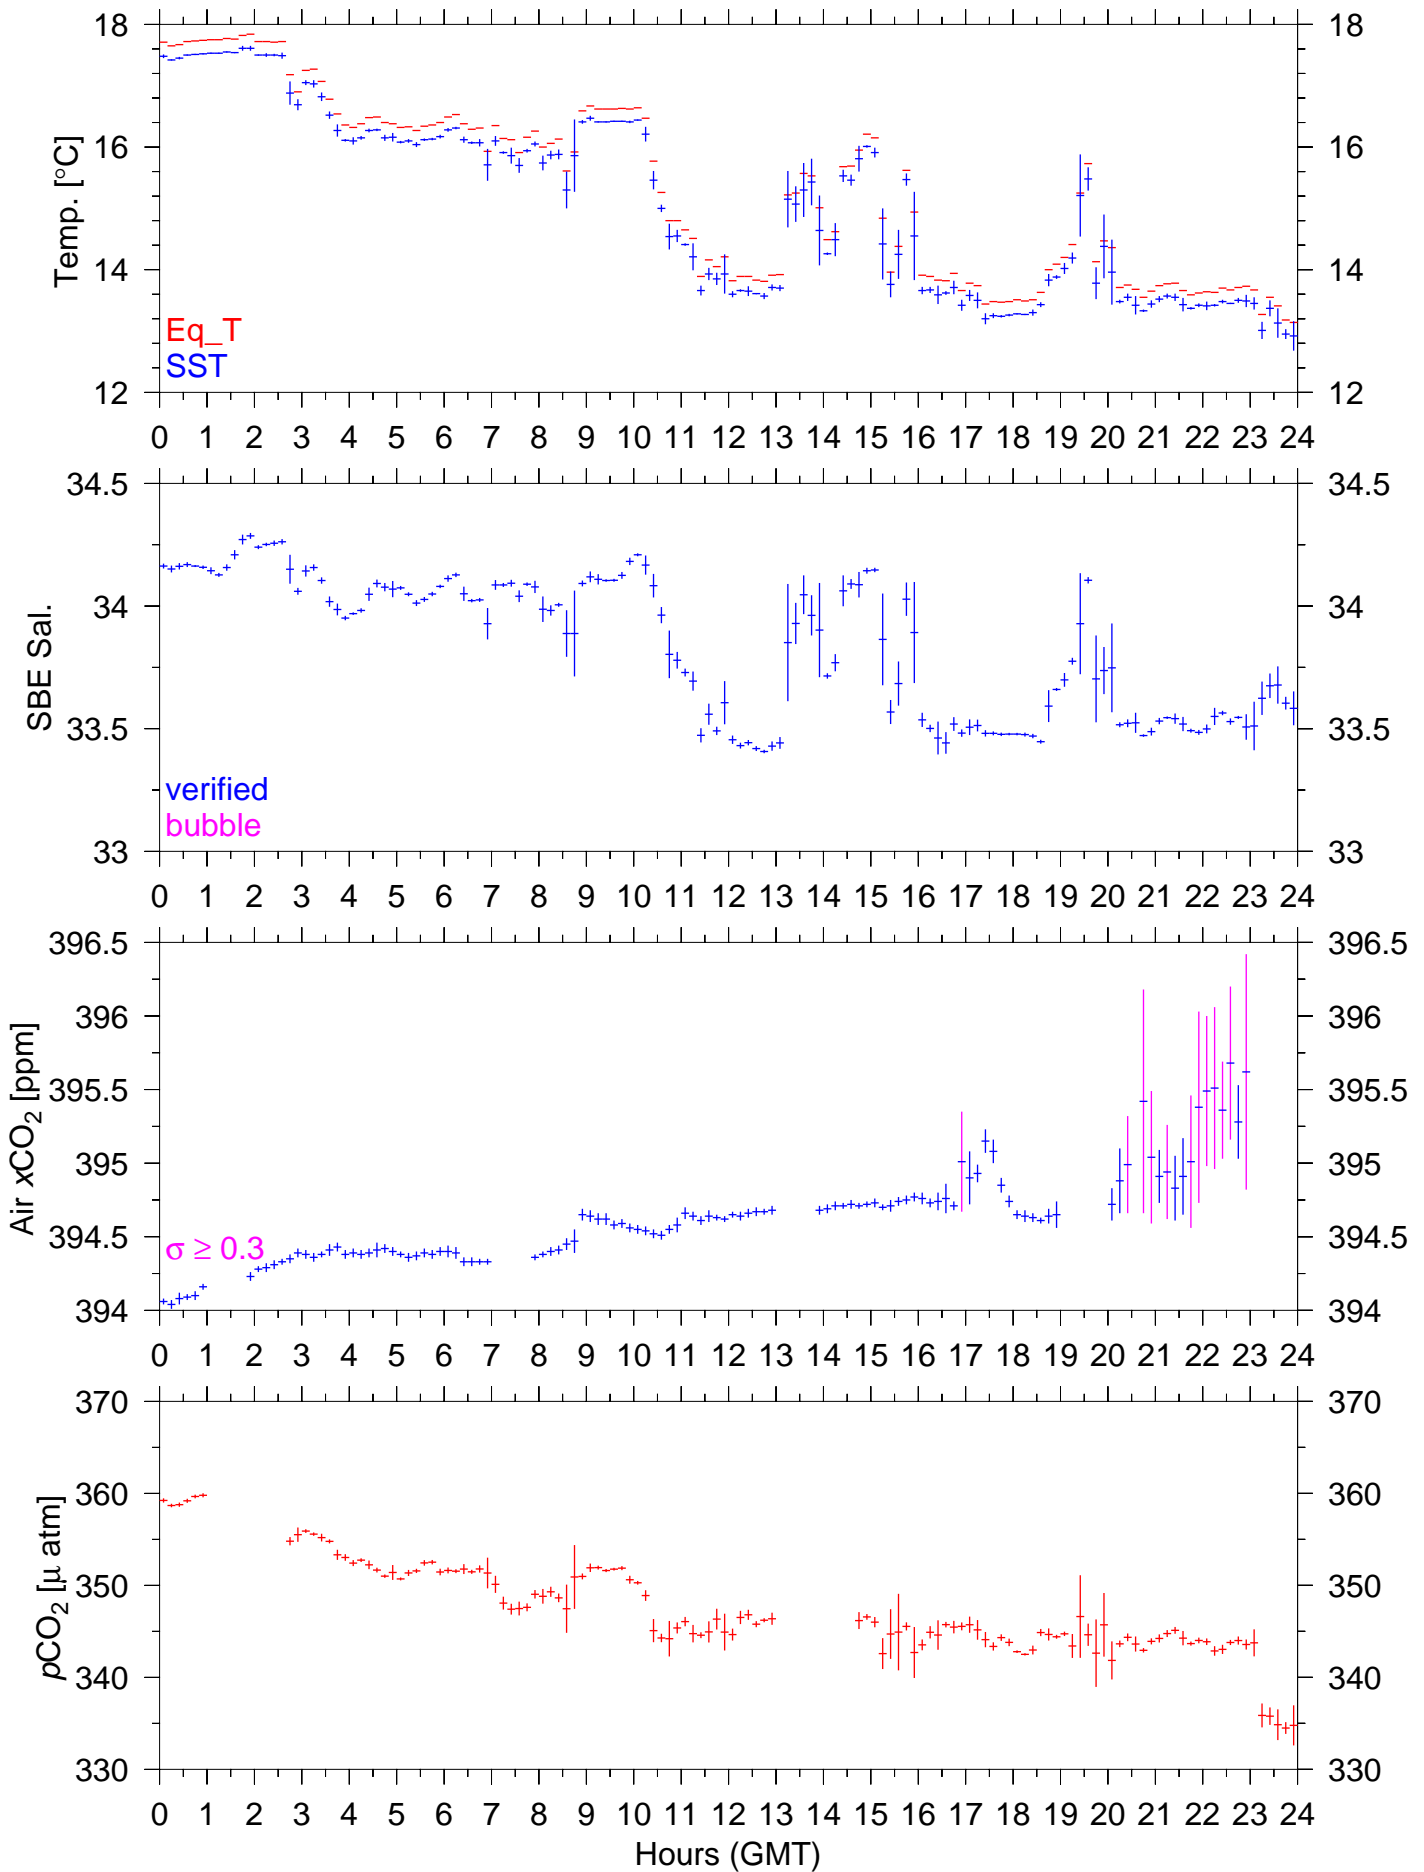 18 18
16 16
14 14
12 12
Temp. [°C]
Eq_T
SST
0 1 2 3 4 5 6 7 8 9 10 11 12 13 14 15 16 17 18 19 20 21 22 23 24
34.5 34.5
34 34
33.5 33.5
33 33
SBE Sal.
verified
bubble
0 1 2 3 4 5 6 7 8 9 10 11 12 13 14 15 16 17 18 19 20 21 22 23 24
396.5 396.5
396 396
395.5 395.5
395 395
394.5 394.5
394 394
Air xCO₂ [ppm]
σ ≥ 0.3
0 1 2 3 4 5 6 7 8 9 10 11 12 13 14 15 16 17 18 19 20 21 22 23 24
370 370
360 360
350 350
340 340
330 330
pCO₂ [µ atm]
0 1 2 3 4 5 6 7 8 9 10 11 12 13 14 15 16 17 18 19 20 21 22 23 24
Hours (GMT)